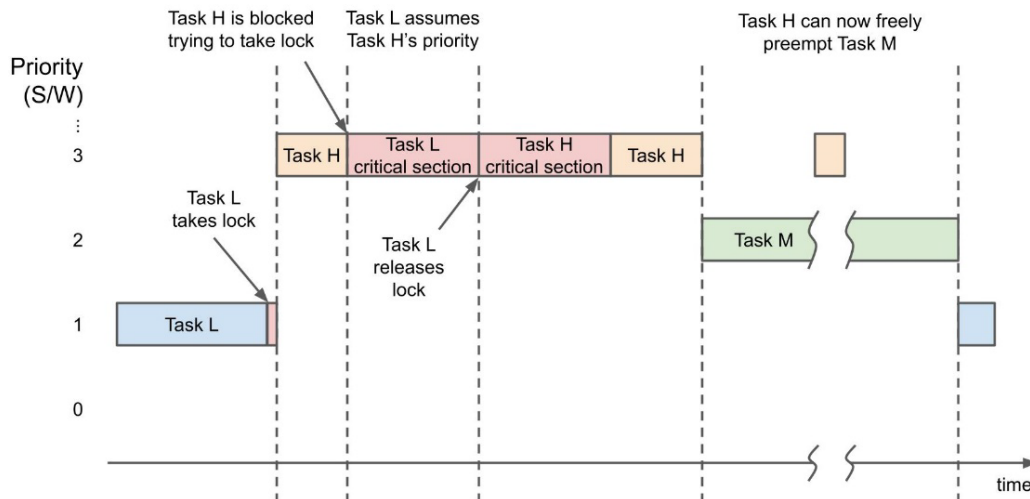 Task H is blocked
trying to take lock
Task L assumes
Task H's priority
Task H can now freely
preempt Task M
Priority
(S/W)
⋮
3
Task H
Task L
critical section
Task H
critical section
Task H
Task L
takes lock
2
Task L
releases
lock
Task M
1
Task L
0
time